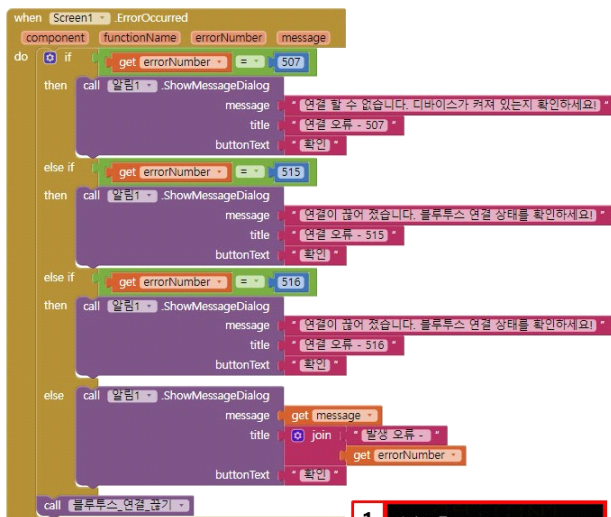 when Screen1 .ErrorOccurred
component functionName errorNumber message
do if get errorNumber = 507
then call 알림1 .ShowMessageDialog
message " 연결 할 수 없습니다. 디바이스가 켜져 있는지 확인하세요! "
title " 연결 오류 - 507 "
buttonText " 확인 "
else if get errorNumber = 515
then call 알림1 .ShowMessageDialog
message " 연결이 끊어 졌습니다. 블루투스 연결 상태를 확인하세요! "
title " 연결 오류 - 515 "
buttonText " 확인 "
else if get errorNumber = 516
then call 알림1 .ShowMessageDialog
message " 연결이 끊어 졌습니다. 블루투스 연결 상태를 확인하세요! "
title " 연결 오류 - 516 "
buttonText " 확인 "
else call 알림1 .ShowMessageDialog
message get message
title join " 발생 오류 - "
get errorNumber
buttonText " 확인 "
call 블루투스_연결_끊기
1